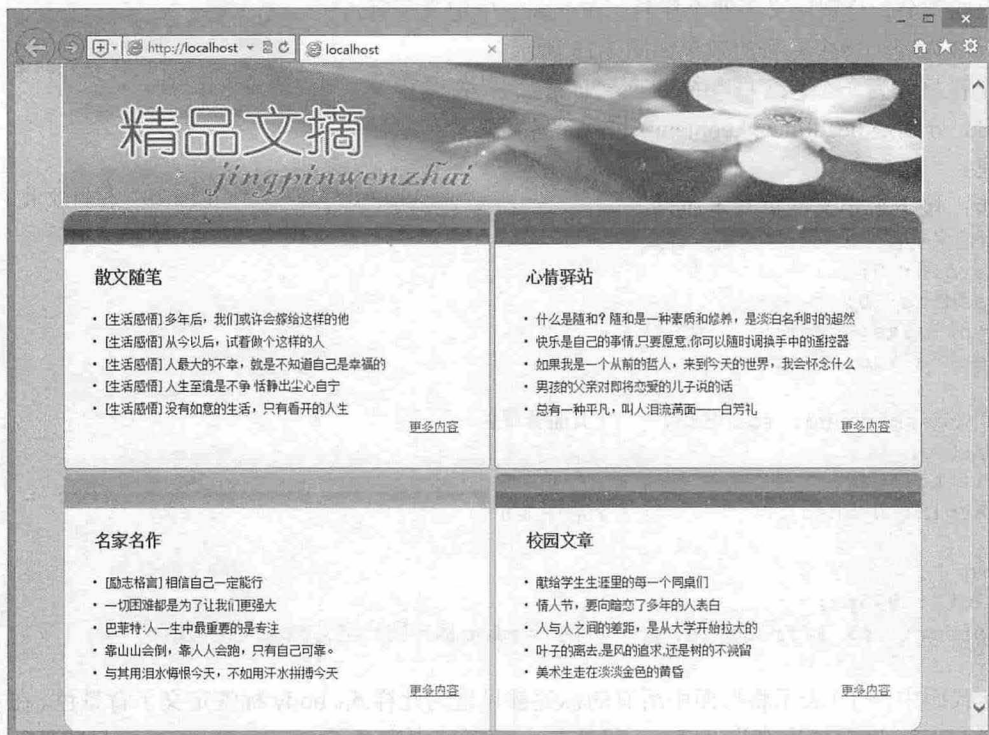 http://localhost
localhost
精品文摘
jingpinwenzhai
散文随笔
• [生活感悟] 多年后，我们或许会嫁给这样的他
• [生活感悟] 从今以后，试着做个这样的人
• [生活感悟] 人最大的不幸，就是不知道自己是幸福的
• [生活感悟] 人生至境是不争 恬静出尘心自宁
• [生活感悟] 没有如意的生活，只有看开的人生
更多内容
心情驿站
• 什么是随和? 随和是一种素质和修养，是淡白名利时的超然
• 快乐是自己的事情,只要愿意,你可以随时调换手中的遥控器
• 如果我是一个从前的哲人，来到今天的世界，我会怀念什么
• 男孩的父亲对即将恋爱的儿子说的话
• 总有一种平凡，叫人泪流满面——白芳礼
更多内容
名家名作
• [励志格言] 相信自己一定能行
• 一切困难都是为了让我们更强大
• 巴菲特:人一生中最重要的是专注
• 靠山山会倒，靠人人会跑，只有自己可靠。
• 与其用泪水悔恨今天，不如用汗水拼搏今天
更多内容
校园文章
• 献给学生生涯里的每一个同桌们
• 情人节，要向暗恋了多年的人表白
• 人与人之间的差距，是从大学开始拉大的
• 叶子的离去,是风的追求,还是树的不挽留
• 美术生走在淡淡金色的黄昏
更多内容